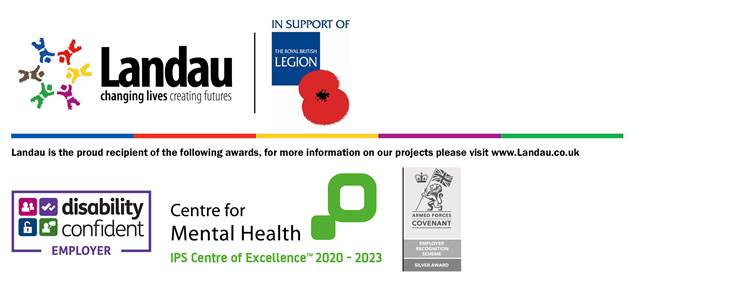 IN SUPPORT OF
THE ROYAL BRITISH
LEGION
Landau
changing lives creating futures
Landau is the proud recipient of the following awards, for more information on our projects please visit www.Landau.co.uk
disability
confident
EMPLOYER
Centre for
Mental Health
IPS Centre of Excellence™ 2020 - 2023
ARMED FORCES
COVENANT
EMPLOYER
RECOGNITION
SCHEME
SILVER AWARD